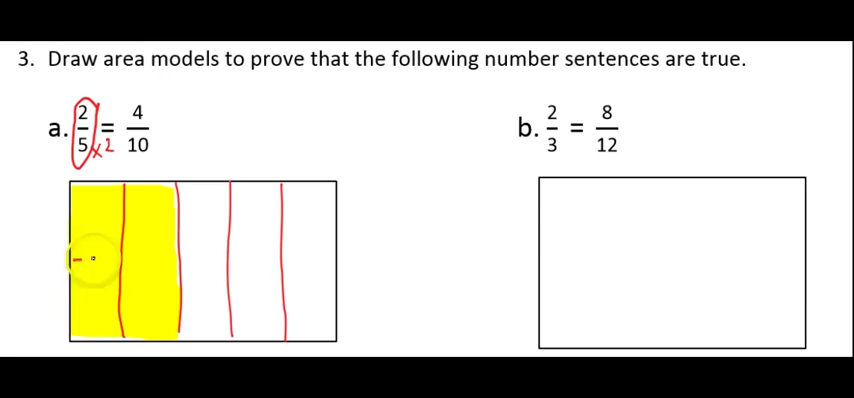 3. Draw area models to prove that the following number sentences are true.
a. 2/5 = 4/10
x2
b. 2/3 = 8/12